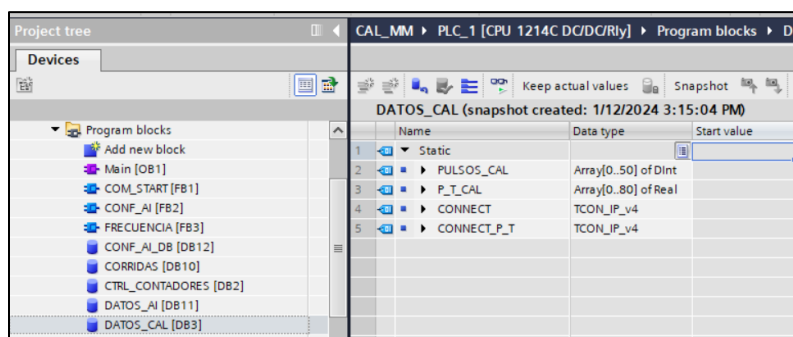 Project tree
Devices
Program blocks
Add new block
Main [OB1]
COM_START [FB1]
CONF_AI [FB2]
FRECUENCIA [FB3]
CONF_AI_DB [DB12]
CORRIDAS [DB10]
CTRL_CONTADORES [DB2]
DATOS_AI [DB11]
DATOS_CAL [DB3]
CAL_MM PLC_1 [CPU 1214C DC/DC/Rly] Program blocks D
Keep actual values Snapshot
DATOS_CAL (snapshot created: 1/12/2024 3:15:04 PM)
Name Data type Start value
1 Static
2 PULSOS_CAL Array[0..50] of DInt
3 P_T_CAL Array[0..80] of Real
4 CONNECT TCON_IP_v4
5 CONNECT_P_T TCON_IP_v4